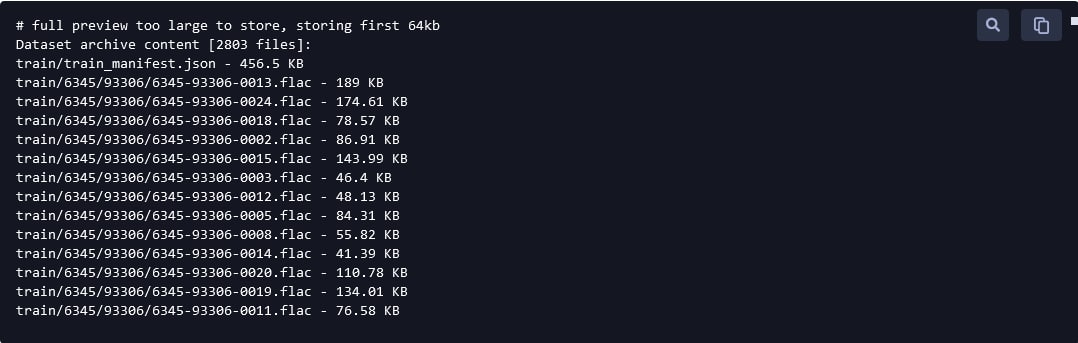 # full preview too large to store, storing first 64kb
Dataset archive content [2803 files]:
train/train_manifest.json - 456.5 KB
train/6345/93306/6345-93306-0013.flac - 189 KB
train/6345/93306/6345-93306-0024.flac - 174.61 KB
train/6345/93306/6345-93306-0018.flac - 78.57 KB
train/6345/93306/6345-93306-0002.flac - 86.91 KB
train/6345/93306/6345-93306-0015.flac - 143.99 KB
train/6345/93306/6345-93306-0003.flac - 46.4 KB
train/6345/93306/6345-93306-0012.flac - 48.13 KB
train/6345/93306/6345-93306-0005.flac - 84.31 KB
train/6345/93306/6345-93306-0008.flac - 55.82 KB
train/6345/93306/6345-93306-0014.flac - 41.39 KB
train/6345/93306/6345-93306-0020.flac - 110.78 KB
train/6345/93306/6345-93306-0019.flac - 134.01 KB
train/6345/93306/6345-93306-0011.flac - 76.58 KB